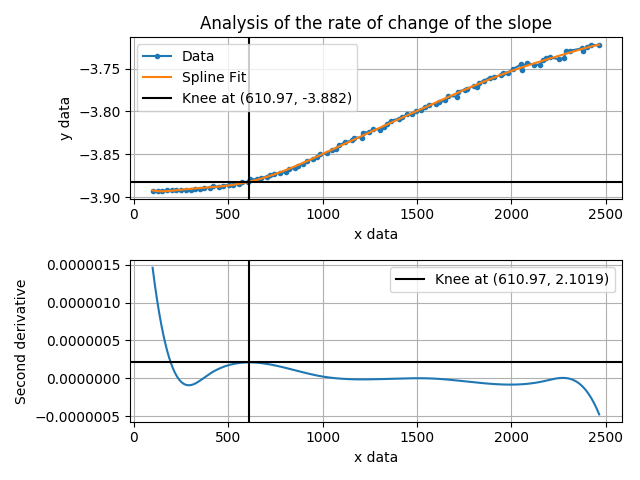 Analysis of the rate of change of the slope
Data
Spline Fit
Knee at (610.97, -3.882)
y data
−3.75
−3.80
−3.85
−3.90
0 500 1000 1500 2000 2500
x data
Knee at (610.97, 2.1019)
Second derivative
0.0000015
0.0000010
0.0000005
0.0000000
−0.0000005
0 500 1000 1500 2000 2500
x data